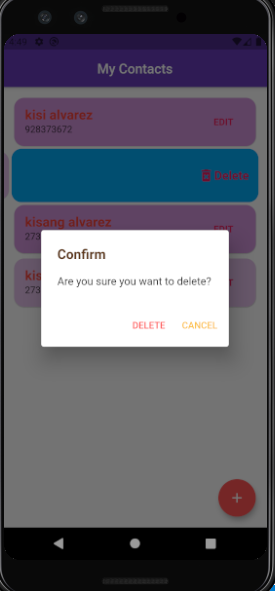 My Contacts
kisi alvarez
EDIT
928373672
Delete
kisang alvarez
EDIT
273
Confirm
Are you sure you want to delete?
kis
273
DELETE
CANCEL
+